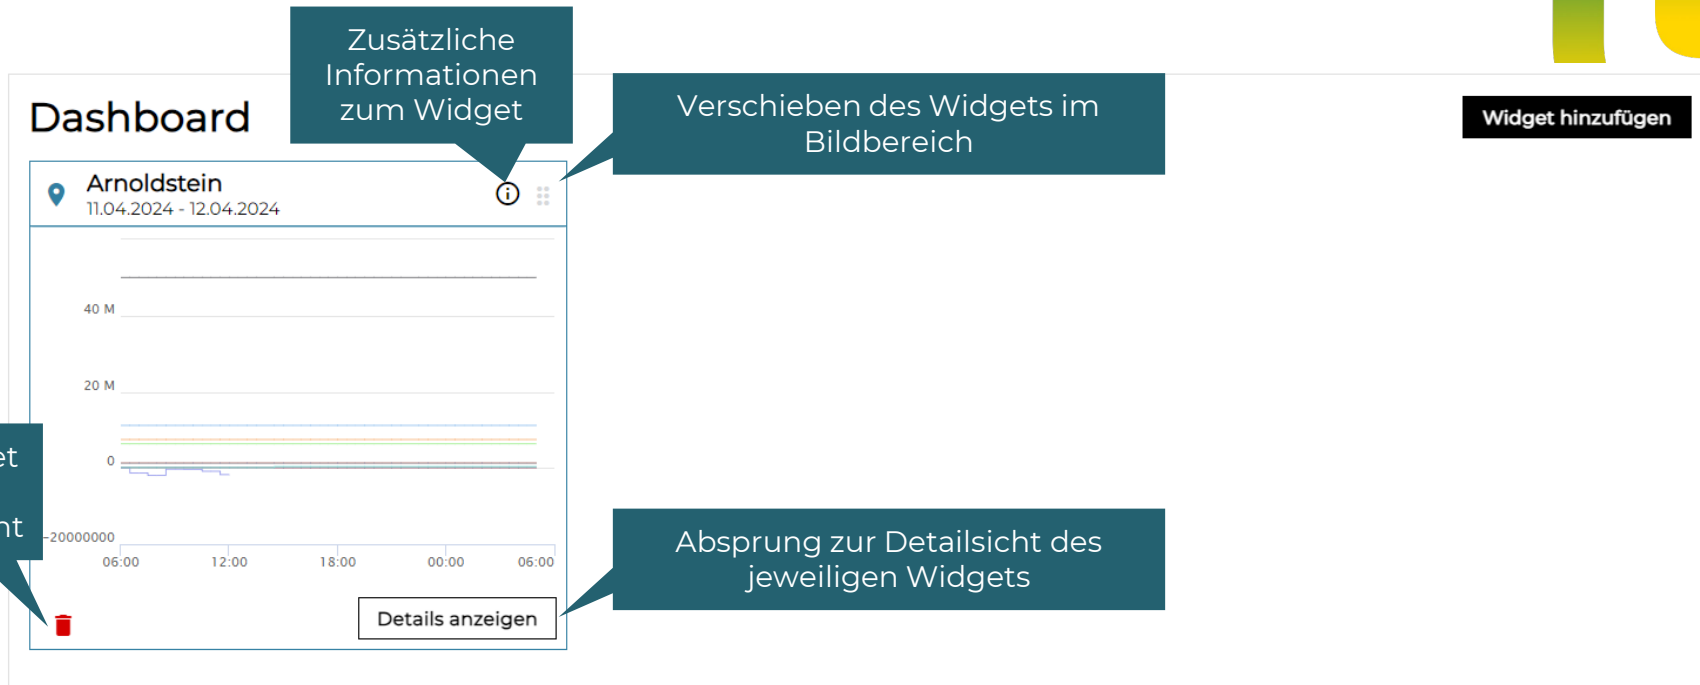 Zusätzliche
Informationen
zum Widget
Verschieben des Widgets im
Bildbereich
Dashboard
Widget hinzufügen
Arnoldstein
11.04.2024 - 12.04.2024
40 M
20 M
0
-20000000
06:00 12:00 18:00 00:00 06:00
Absprung zur Detailsicht des
jeweiligen Widgets
Details anzeigen